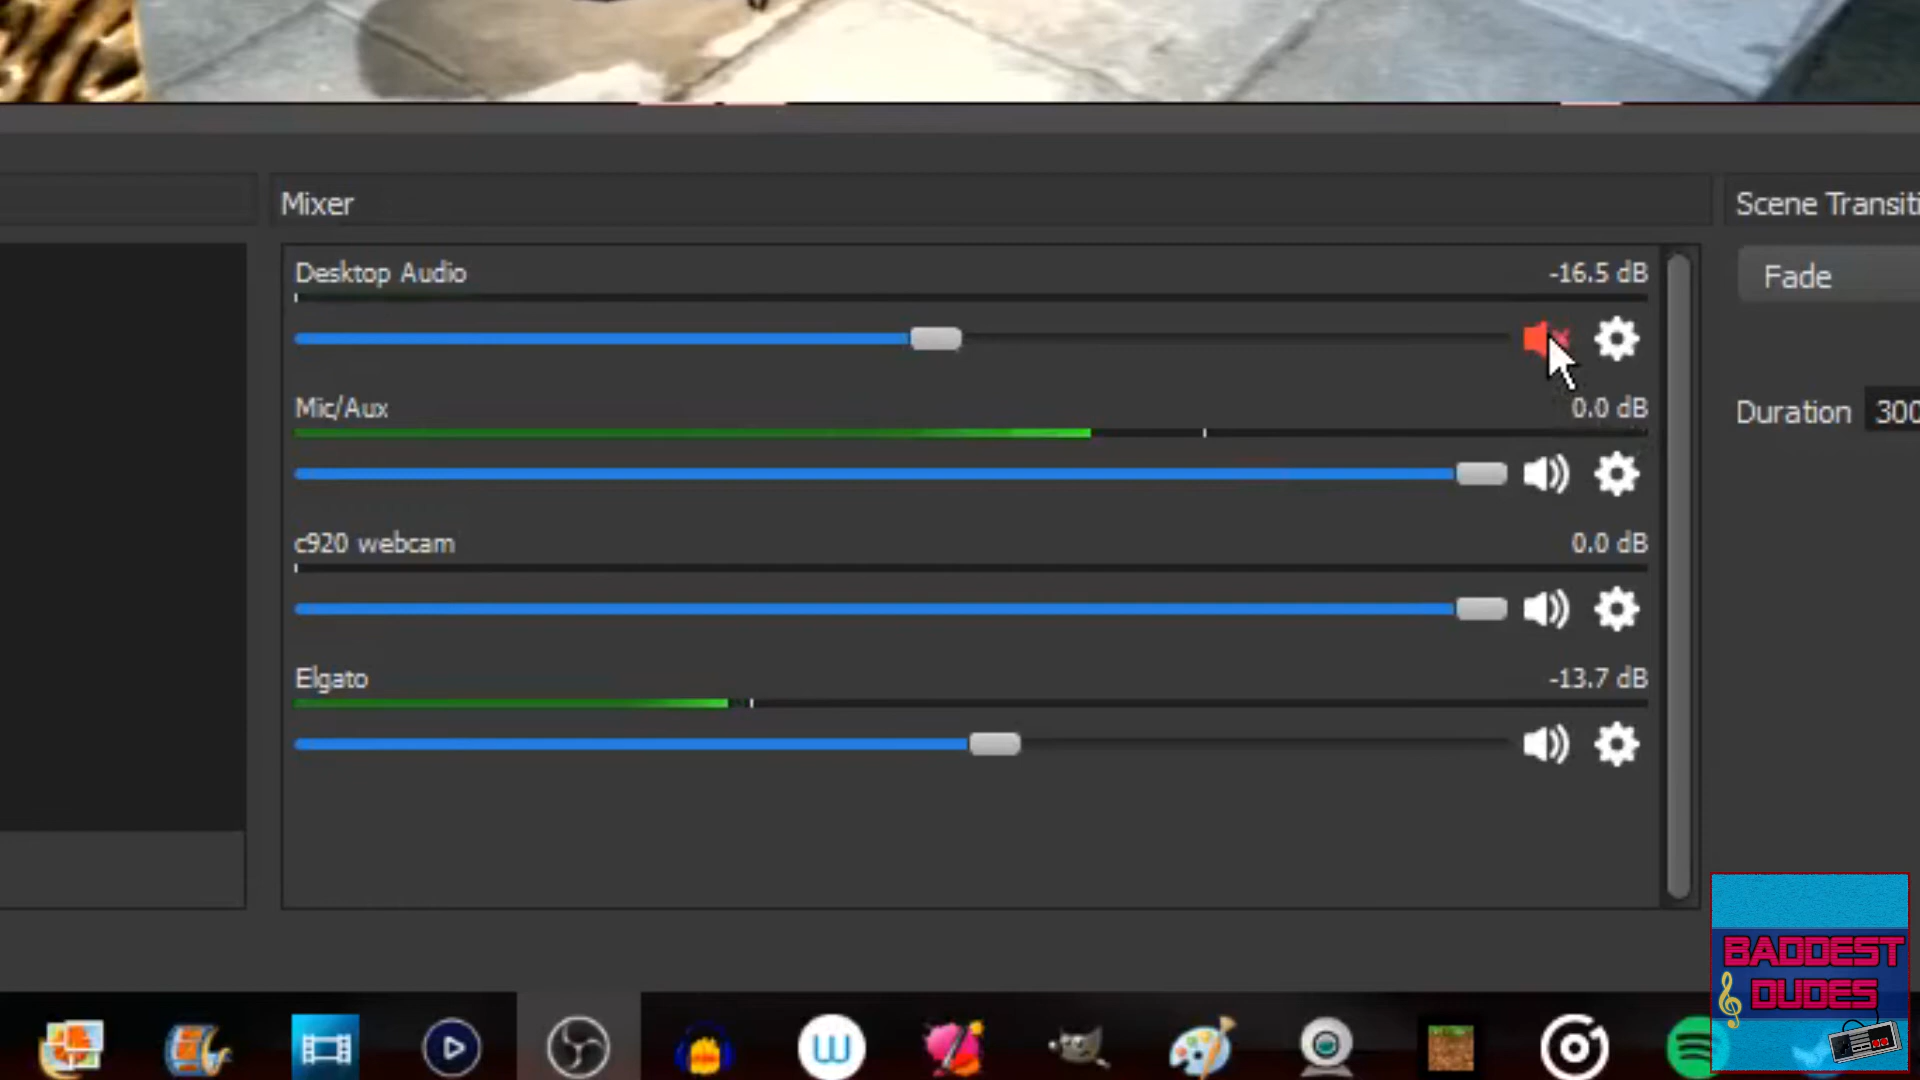 Mixer
Scene Transiti
Desktop Audio
-16.5 dB
Fade
Mic/Aux
0.0 dB
Duration
300
c920 webcam
0.0 dB
Elgato
-13.7 dB
BADDEST
DUDES